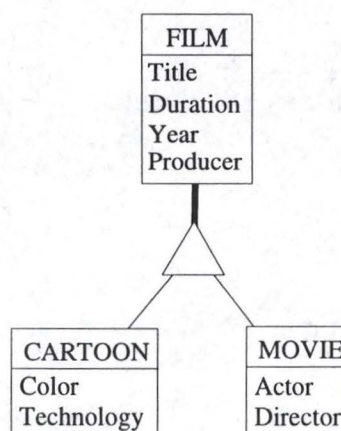 FILM
Title
Duration
Year
Producer
CARTOON
Color
Technology
MOVIE
Actor
Director